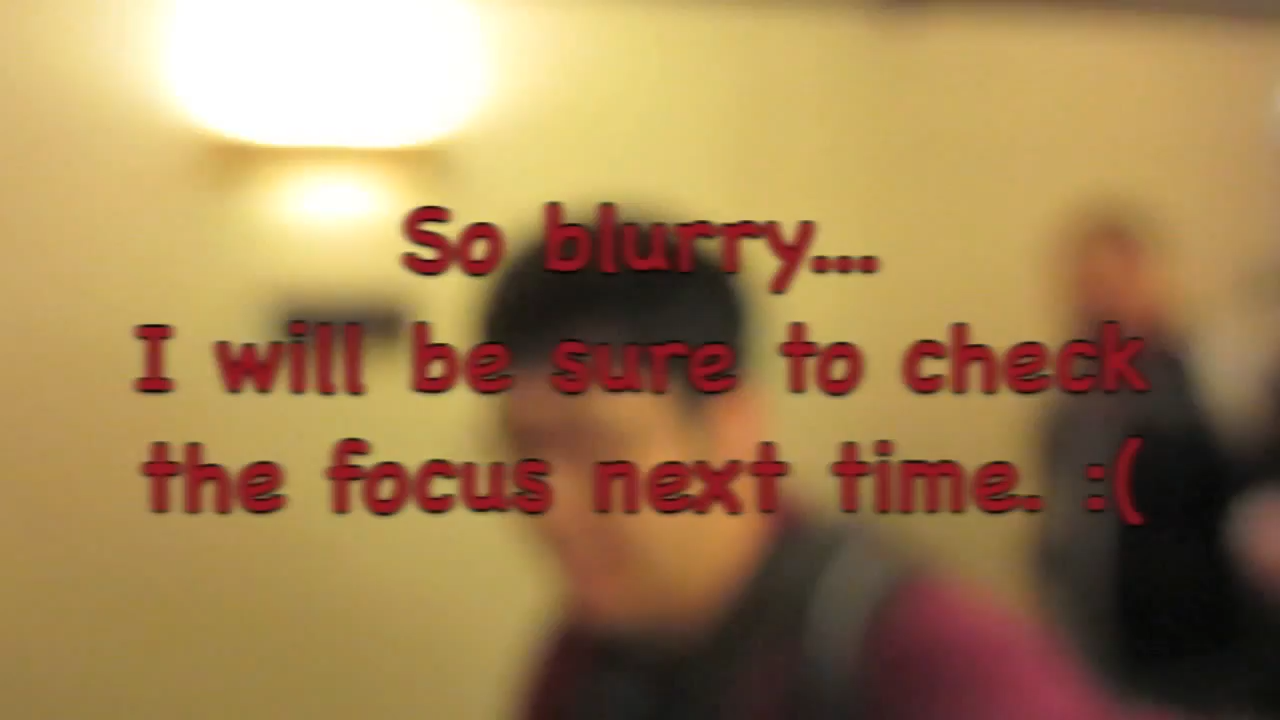 So blurry...
I will be sure to check
the focus next time. :(